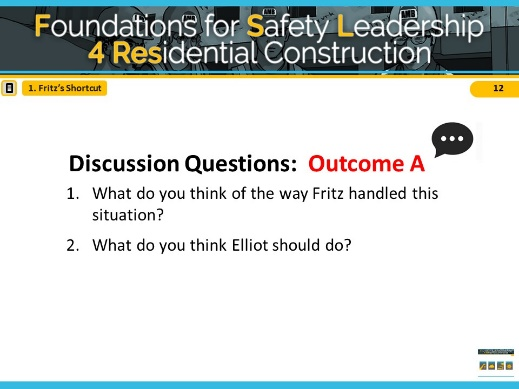 Foundations for Safety Leadership
4 Residential Construction
1. Fritz's Shortcut
12
Discussion Questions: Outcome A
1. What do you think of the way Fritz handled this
situation?
2. What do you think Elliot should do?